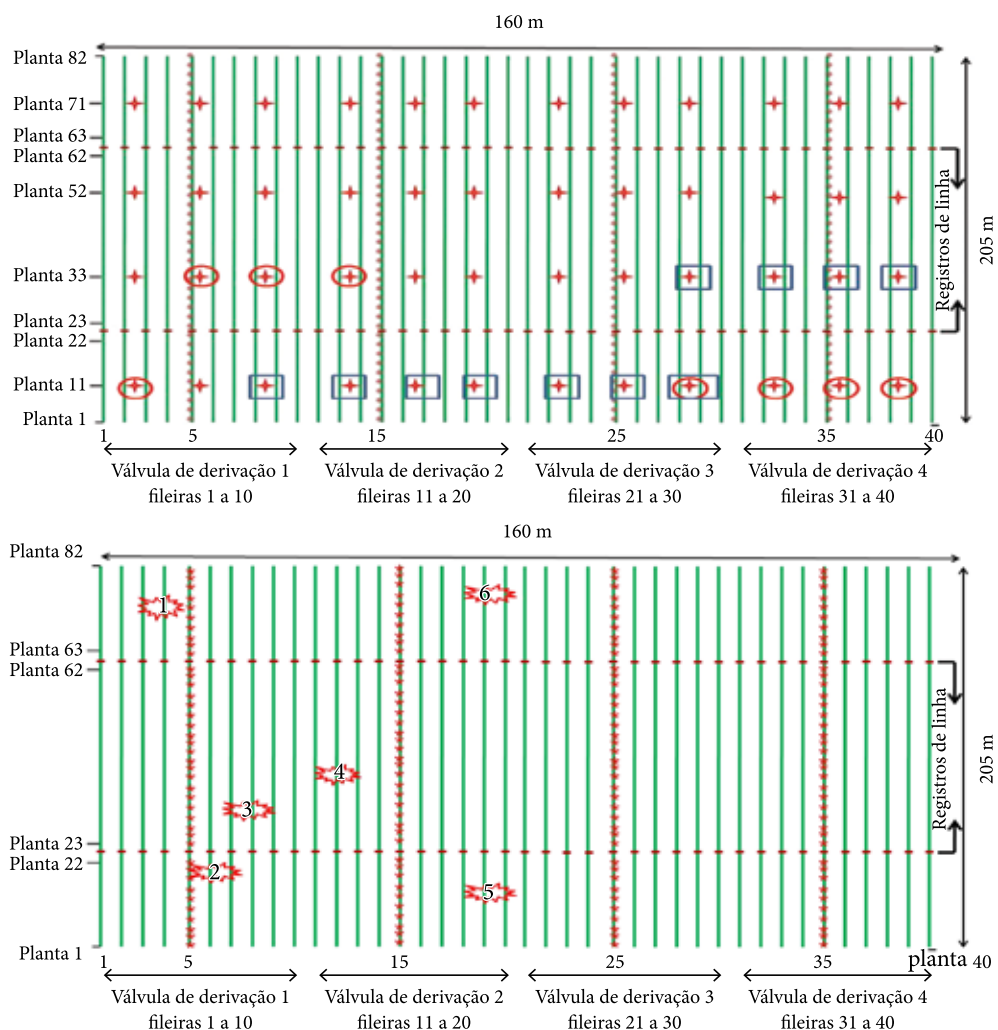 160 m
Planta 82
Planta 71
Planta 63
Planta 62
Planta 52
Planta 33
Planta 23
Planta 22
Planta 11
Planta 1
Registros de linha
205 m
1 5 15 25 35 40
Válvula de derivação 1 Válvula de derivação 2 Válvula de derivação 3 Válvula de derivação 4
fileiras 1 a 10 fileiras 11 a 20 fileiras 21 a 30 fileiras 31 a 40
160 m
Planta 82
1
6
Planta 63
Planta 62
4
3
Planta 23
Planta 22
2
5
Planta 1
Registros de linha
205 m
1 5 15 25 35 planta 40
Válvula de derivação 1 Válvula de derivação 2 Válvula de derivação 3 Válvula de derivação 4
fileiras 1 a 10 fileiras 11 a 20 fileiras 21 a 30 fileiras 31 a 40